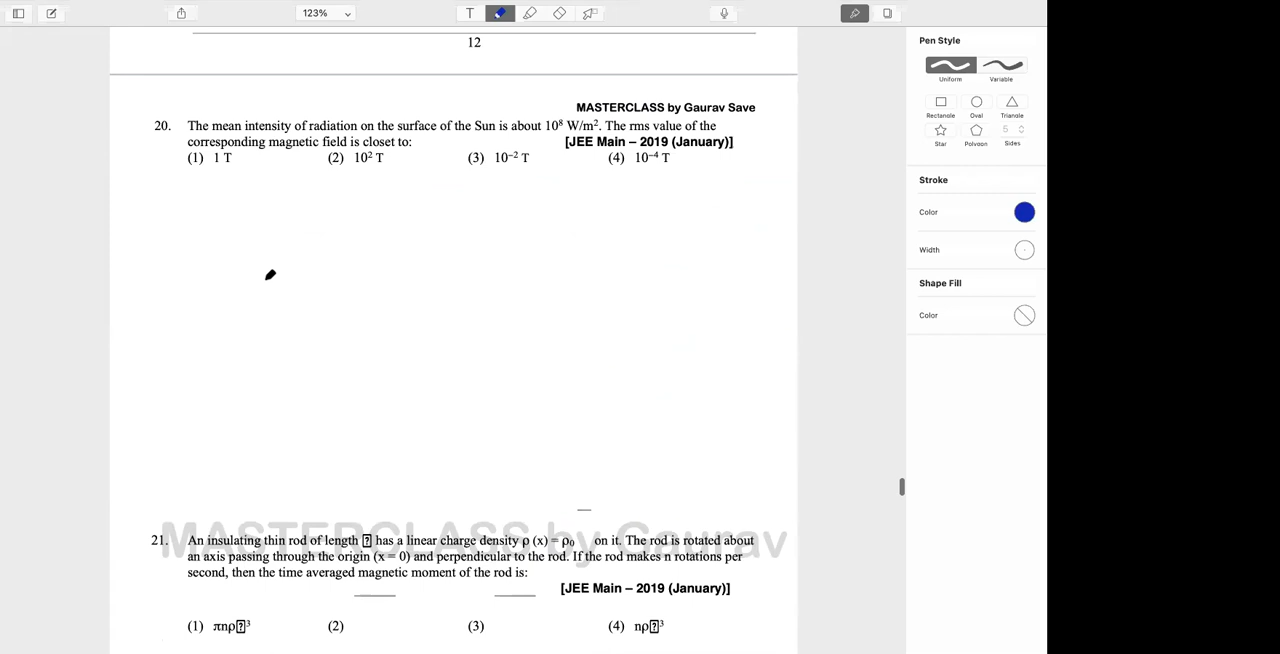 123%
T
12
MASTERCLASS by Gaurav Save
20. The mean intensity of radiation on the surface of the Sun is about 10⁸ W/m². The rms value of the
corresponding magnetic field is closet to: [JEE Main – 2019 (January)]
(1) 1 T (2) 10² T (3) 10⁻² T (4) 10⁻⁴ T
MASTERCLASS by Gaurav
21. An insulating thin rod of length ⍰ has a linear charge density ρ (x) = ρ₀ on it. The rod is rotated about
an axis passing through the origin (x = 0) and perpendicular to the rod. If the rod makes n rotations per
second, then the time averaged magnetic moment of the rod is:
[JEE Main – 2019 (January)]
(1) πnρ⍰³ (2) (3) (4) nρ⍰³
Pen Style
Uniform Variable
Rectangle Oval Triangle
5
Star Polygon Sides
Stroke
Color
Width
Shape Fill
Color